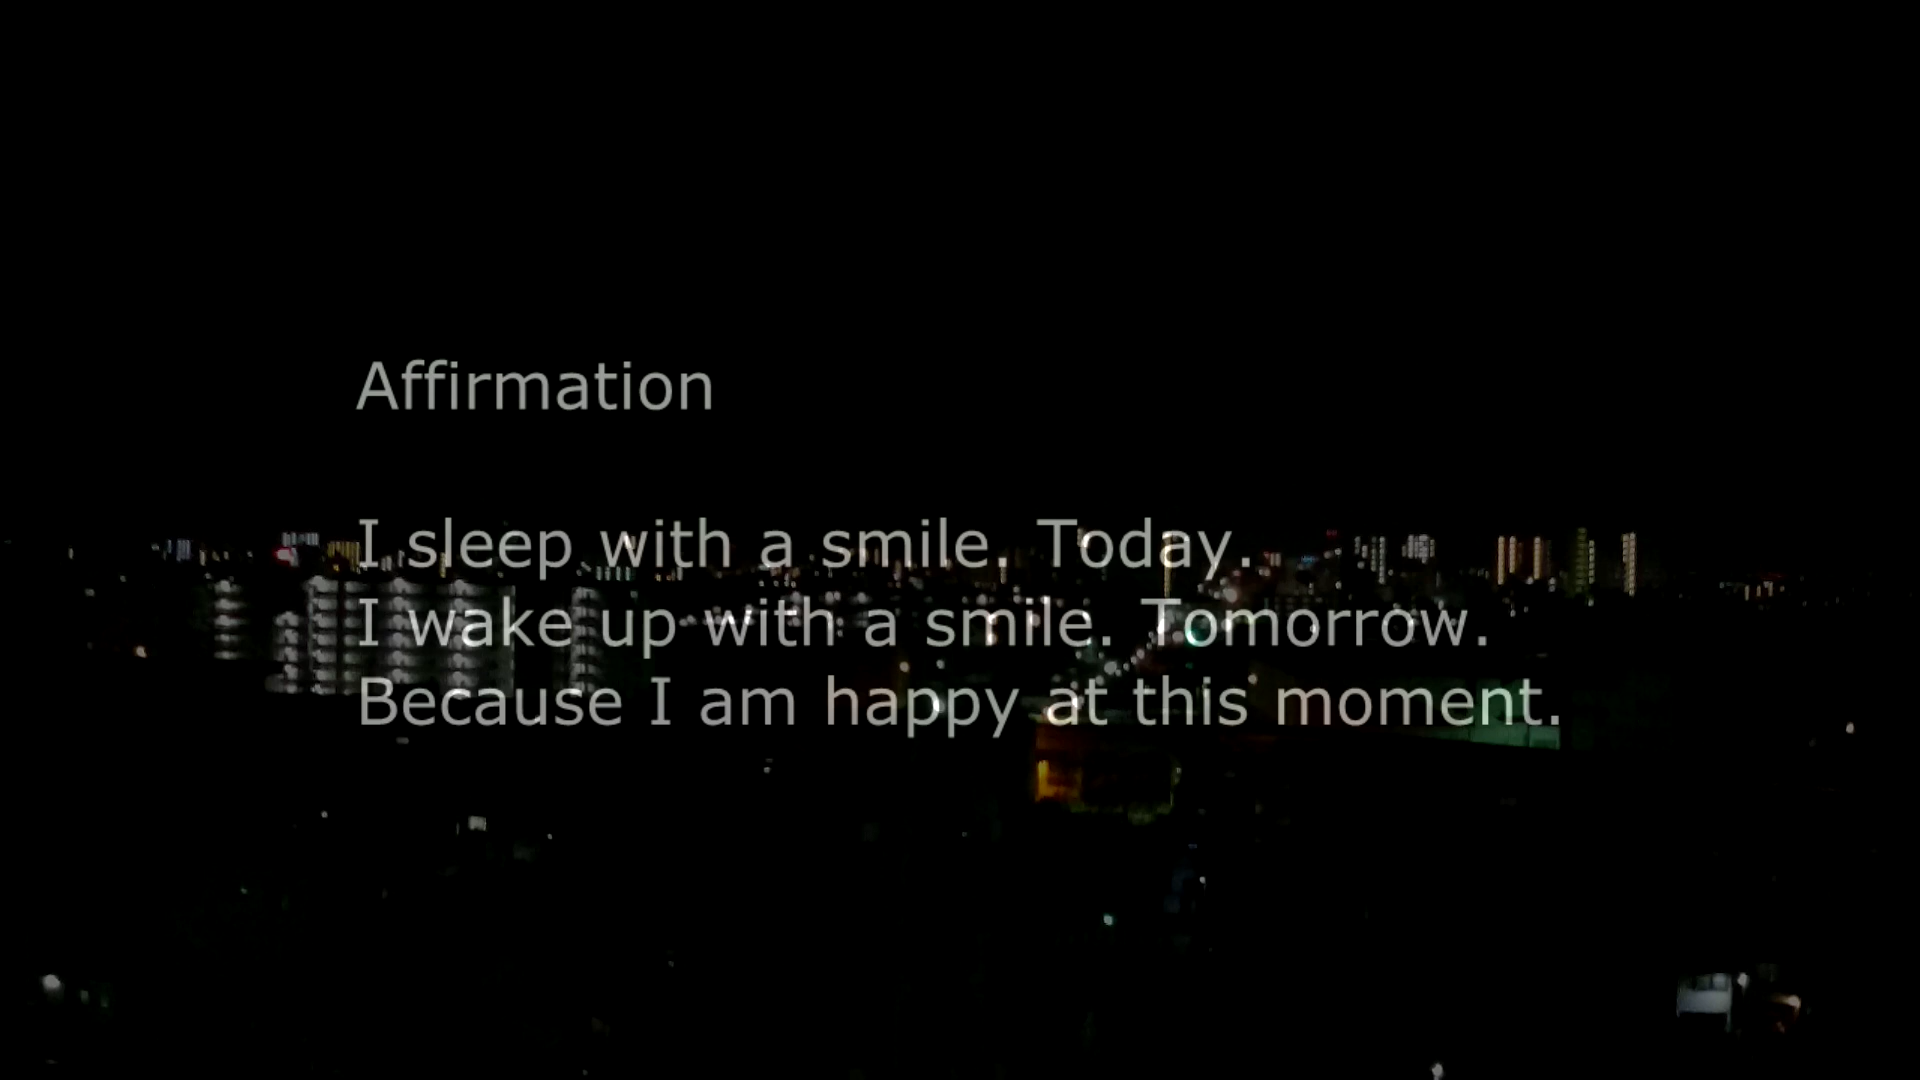 Affirmation
I sleep with a smile. Today.
I wake up with a smile. Tomorrow.
Because I am happy at this moment.